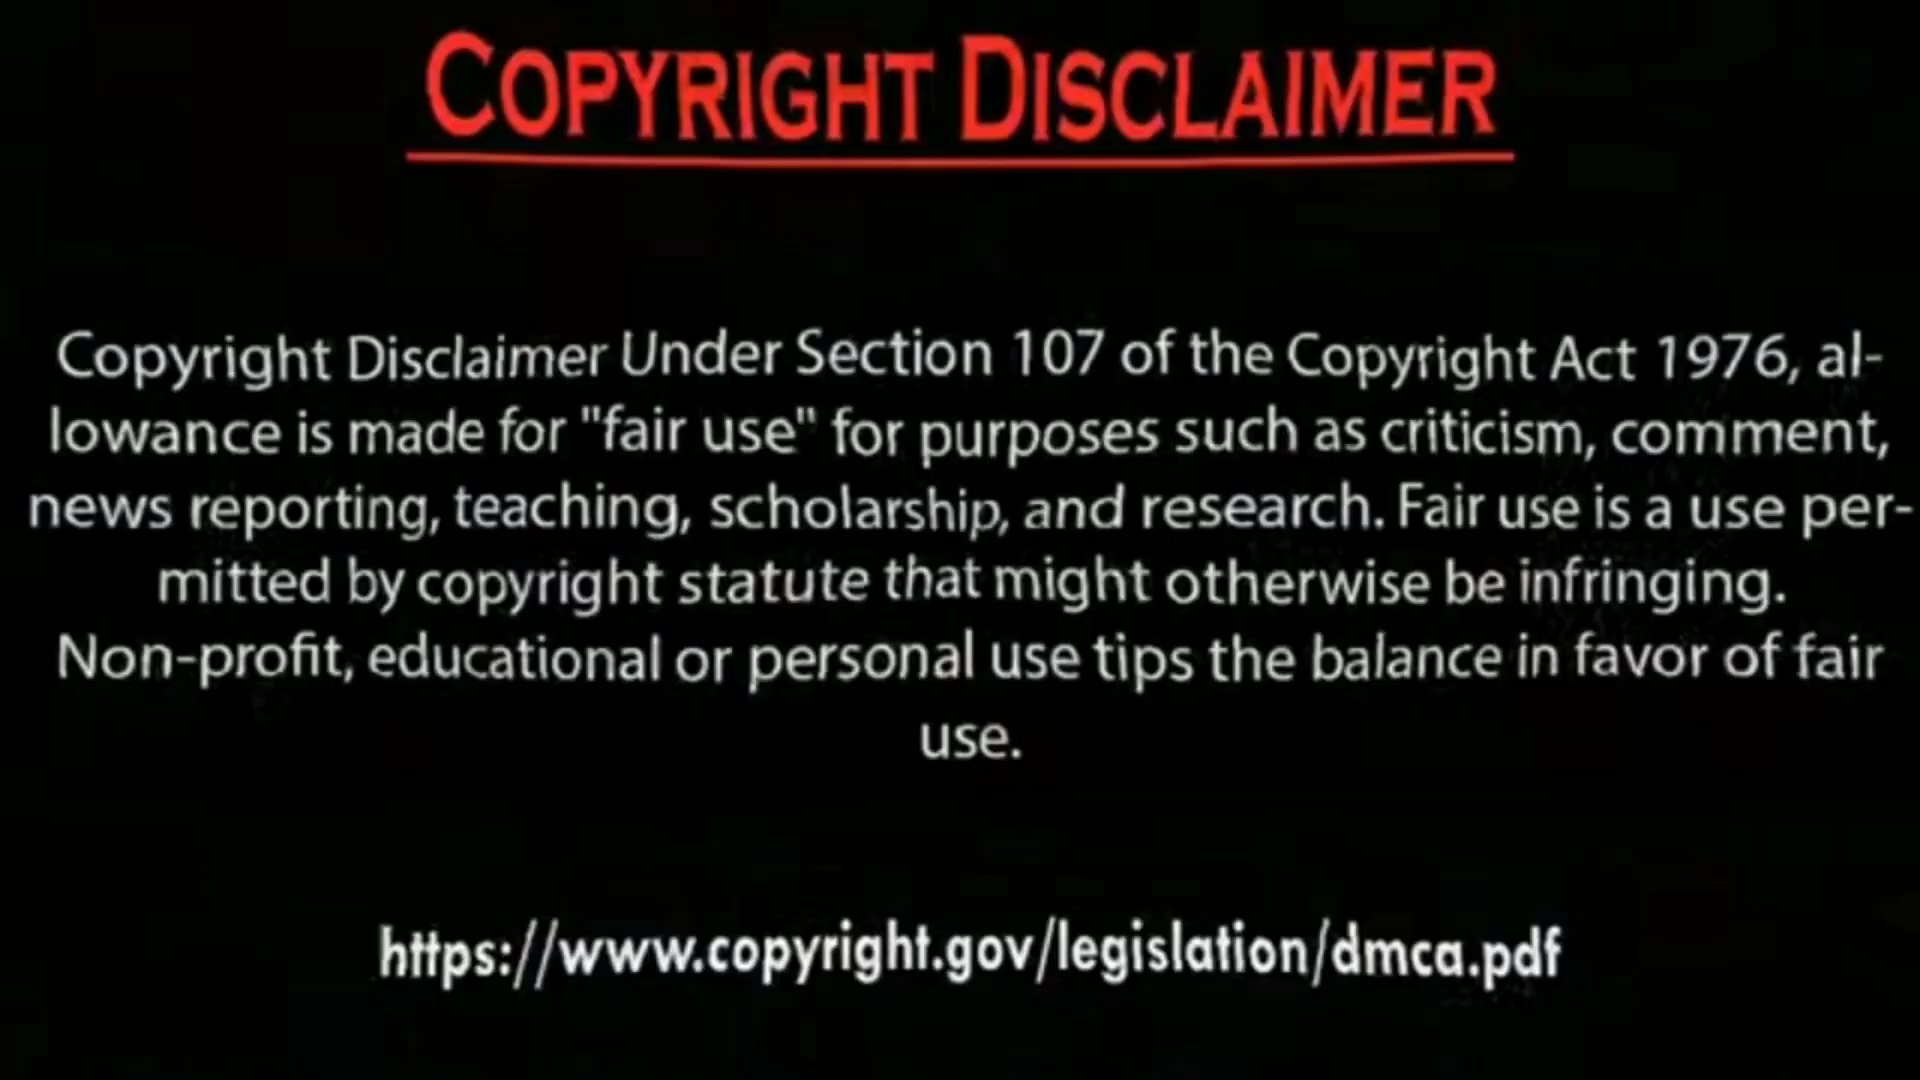 COPYRIGHT DISCLAIMER
Copyright Disclaimer Under Section 107 of the Copyright Act 1976, al-
lowance is made for "fair use" for purposes such as criticism, comment,
news reporting, teaching, scholarship, and research. Fair use is a use per-
mitted by copyright statute that might otherwise be infringing.
Non-profit, educational or personal use tips the balance in favor of fair
use.
https://www.copyright.gov/legislation/dmca.pdf